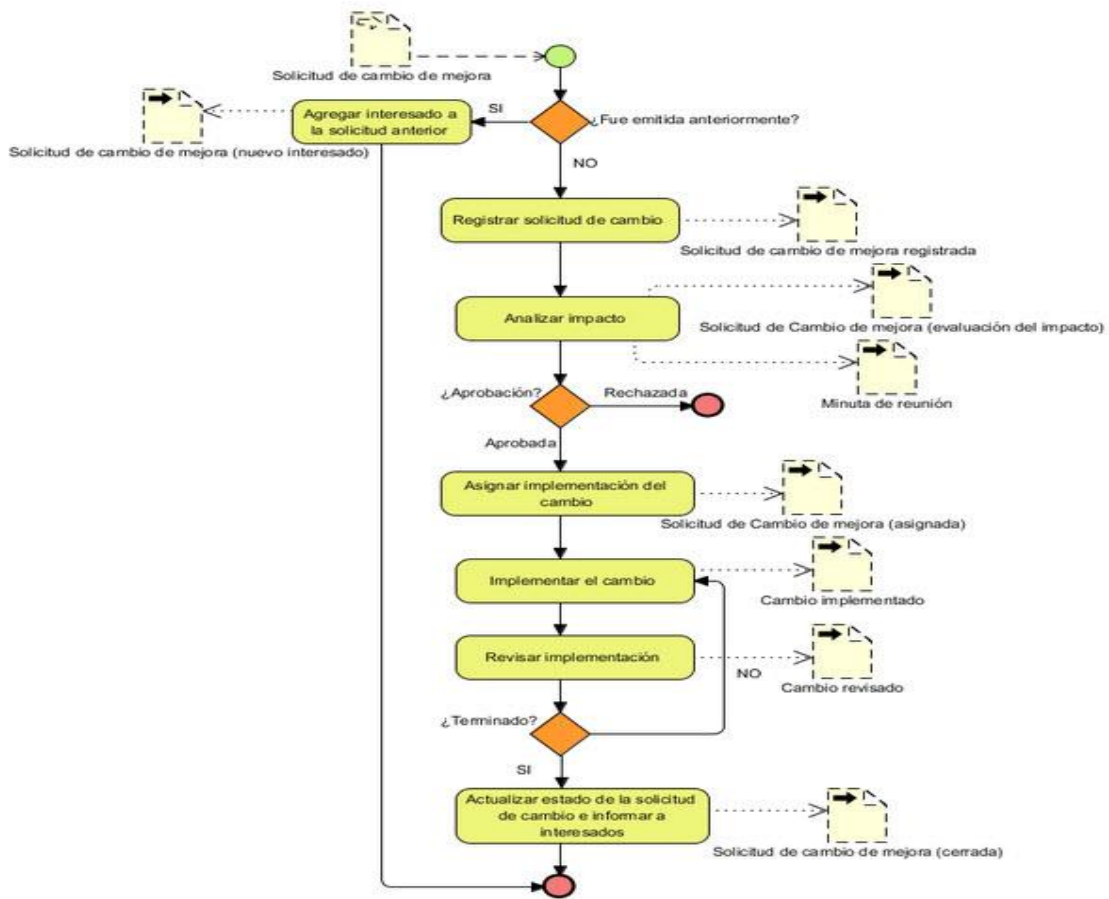 Solicitud de cambio de mejora
SI
Agregar interesado a
la solicitud anterior
¿Fue emitida anteriormente?
Solicitud de cambio de mejora (nuevo interesado)
NO
Registrar solicitud de cambio
Solicitud de cambio de mejora registrada
Analizar impacto
Solicitud de Cambio de mejora (evaluación del impacto)
¿Aprobación?
Rechazada
Minuta de reunión
Aprobada
Asignar implementación del
cambio
Solicitud de Cambio de mejora (asignada)
Implementar el cambio
Cambio implementado
Revisar implementación
NO
Cambio revisado
¿Terminado?
SI
Actualizar estado de la solicitud
de cambio e informar a
interesados
Solicitud de cambio de mejora (cerrada)